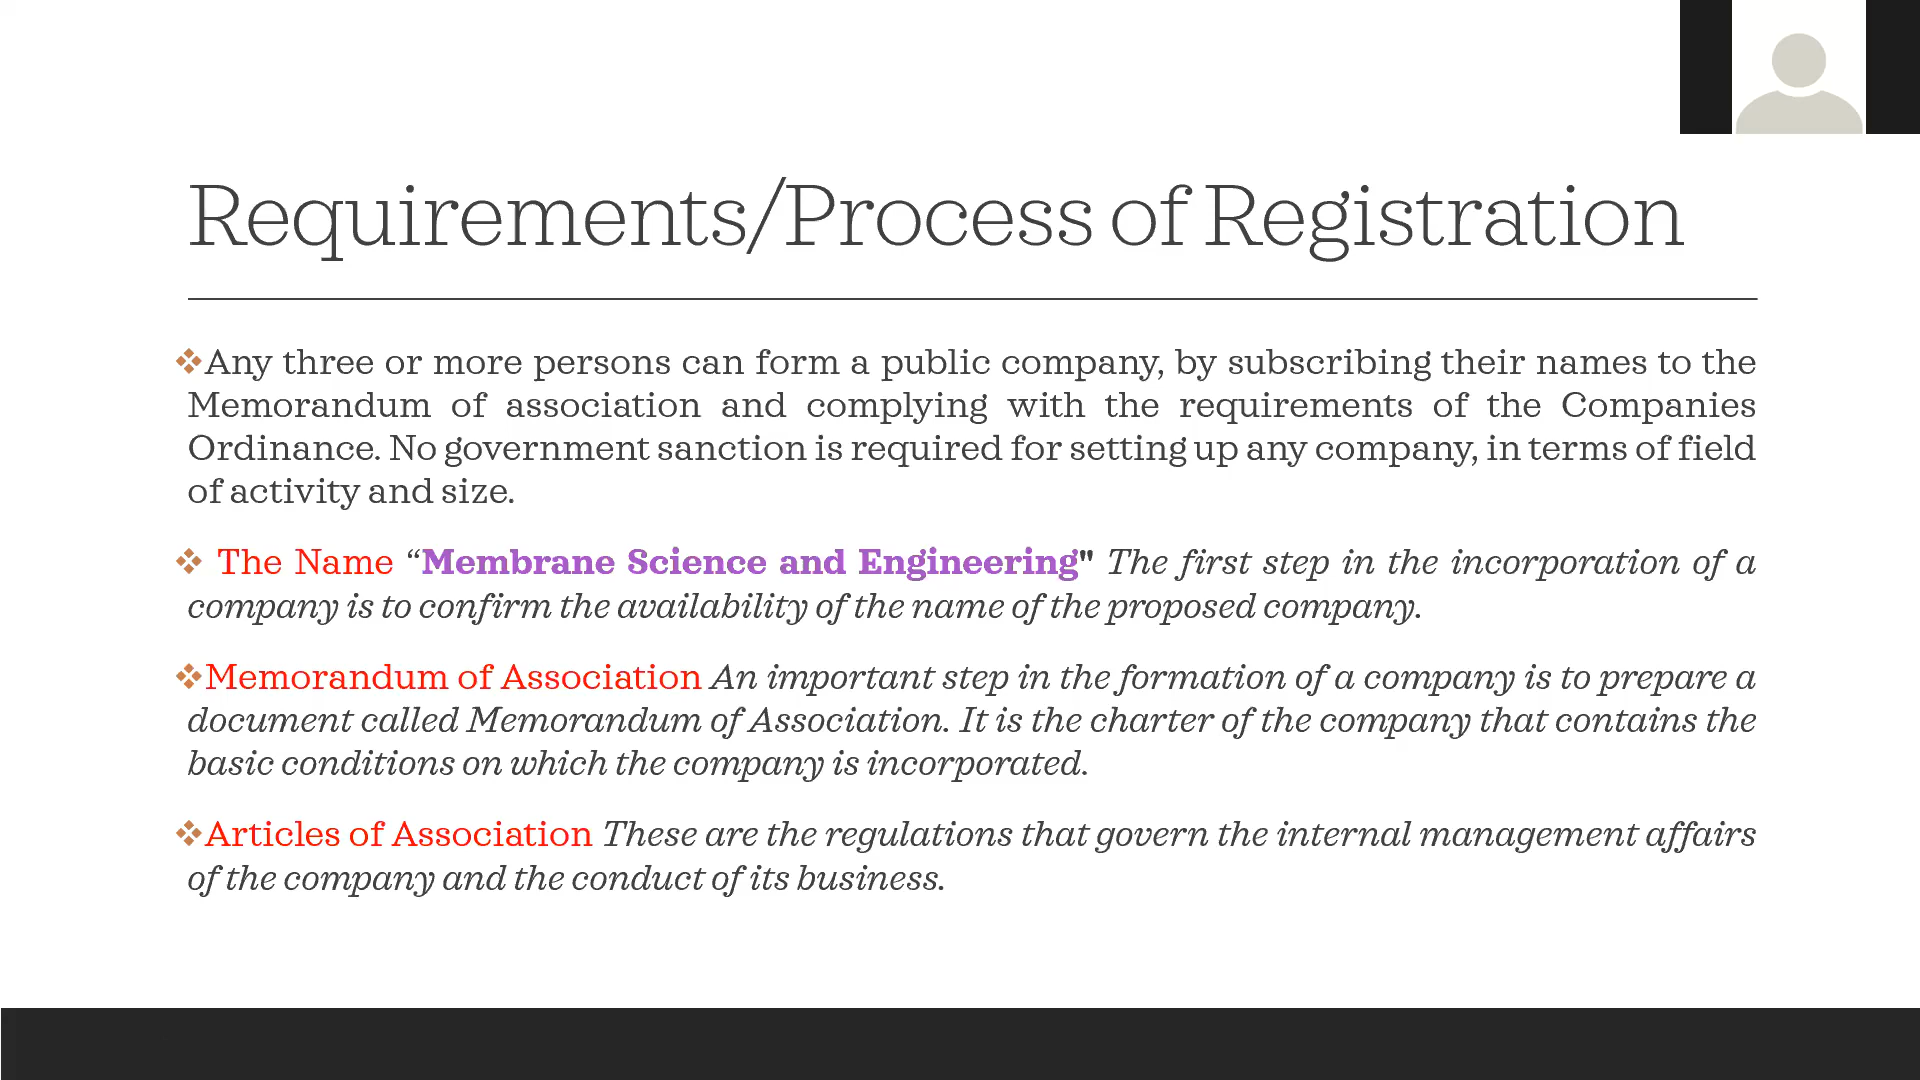 Requirements/Process of Registration
❖Any three or more persons can form a public company, by subscribing their names to the
Memorandum of association and complying with the requirements of the Companies
Ordinance. No government sanction is required for setting up any company, in terms of field
of activity and size.
❖ The Name “Membrane Science and Engineering" The first step in the incorporation of a
company is to confirm the availability of the name of the proposed company.
❖Memorandum of Association An important step in the formation of a company is to prepare a
document called Memorandum of Association. It is the charter of the company that contains the
basic conditions on which the company is incorporated.
❖Articles of Association These are the regulations that govern the internal management affairs
of the company and the conduct of its business.